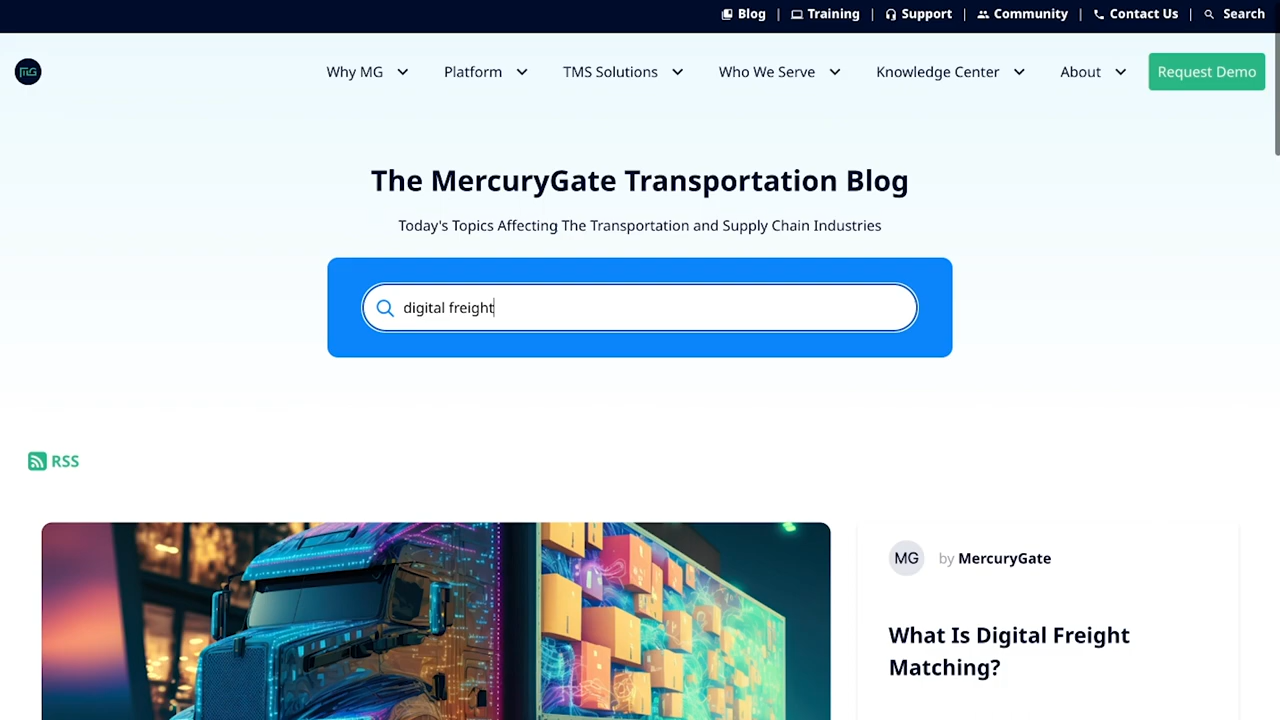 Blog | Training | Support | Community | Contact Us | Search
MG
Why MG Platform TMS Solutions Who We Serve Knowledge Center About Request Demo
The MercuryGate Transportation Blog
Today's Topics Affecting The Transportation and Supply Chain Industries
digital freight
RSS
MG by MercuryGate
What Is Digital Freight
Matching?